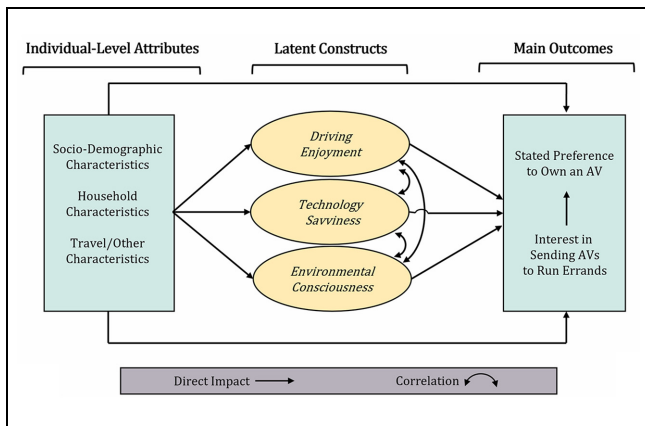 Individual-Level Attributes
Latent Constructs
Main Outcomes
Socio-Demographic
Characteristics
Household
Characteristics
Travel/Other
Characteristics
Driving
Enjoyment
Technology
Savviness
Environmental
Consciousness
Stated Preference
to Own an AV
Interest in
Sending AVs
to Run Errands
Direct Impact
Correlation